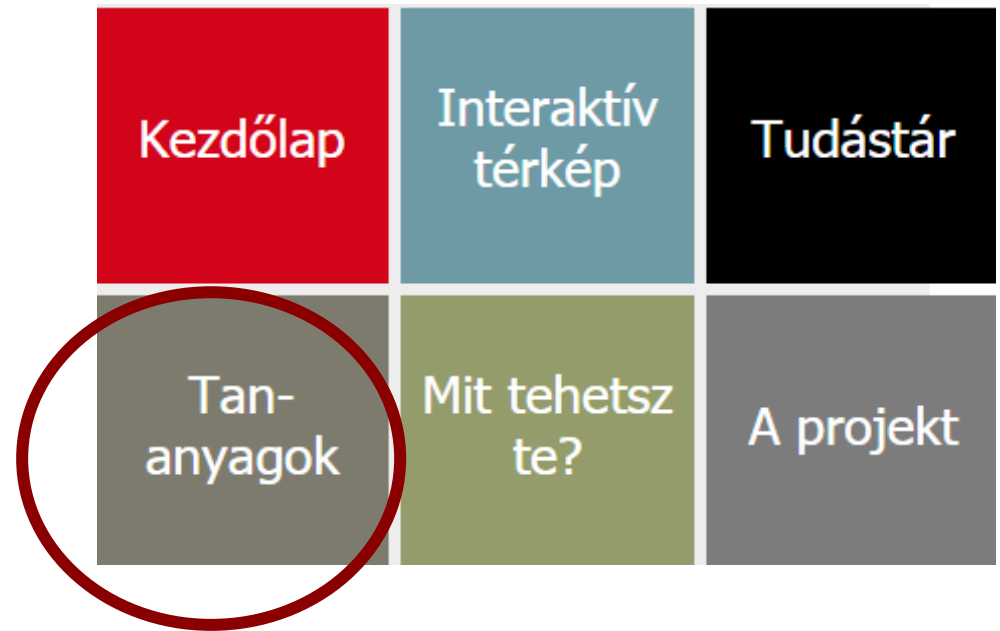 Kezdőlap
Interaktív
térkép
Tudástár
Tan-
anyagok
Mit tehetsz
te?
A projekt